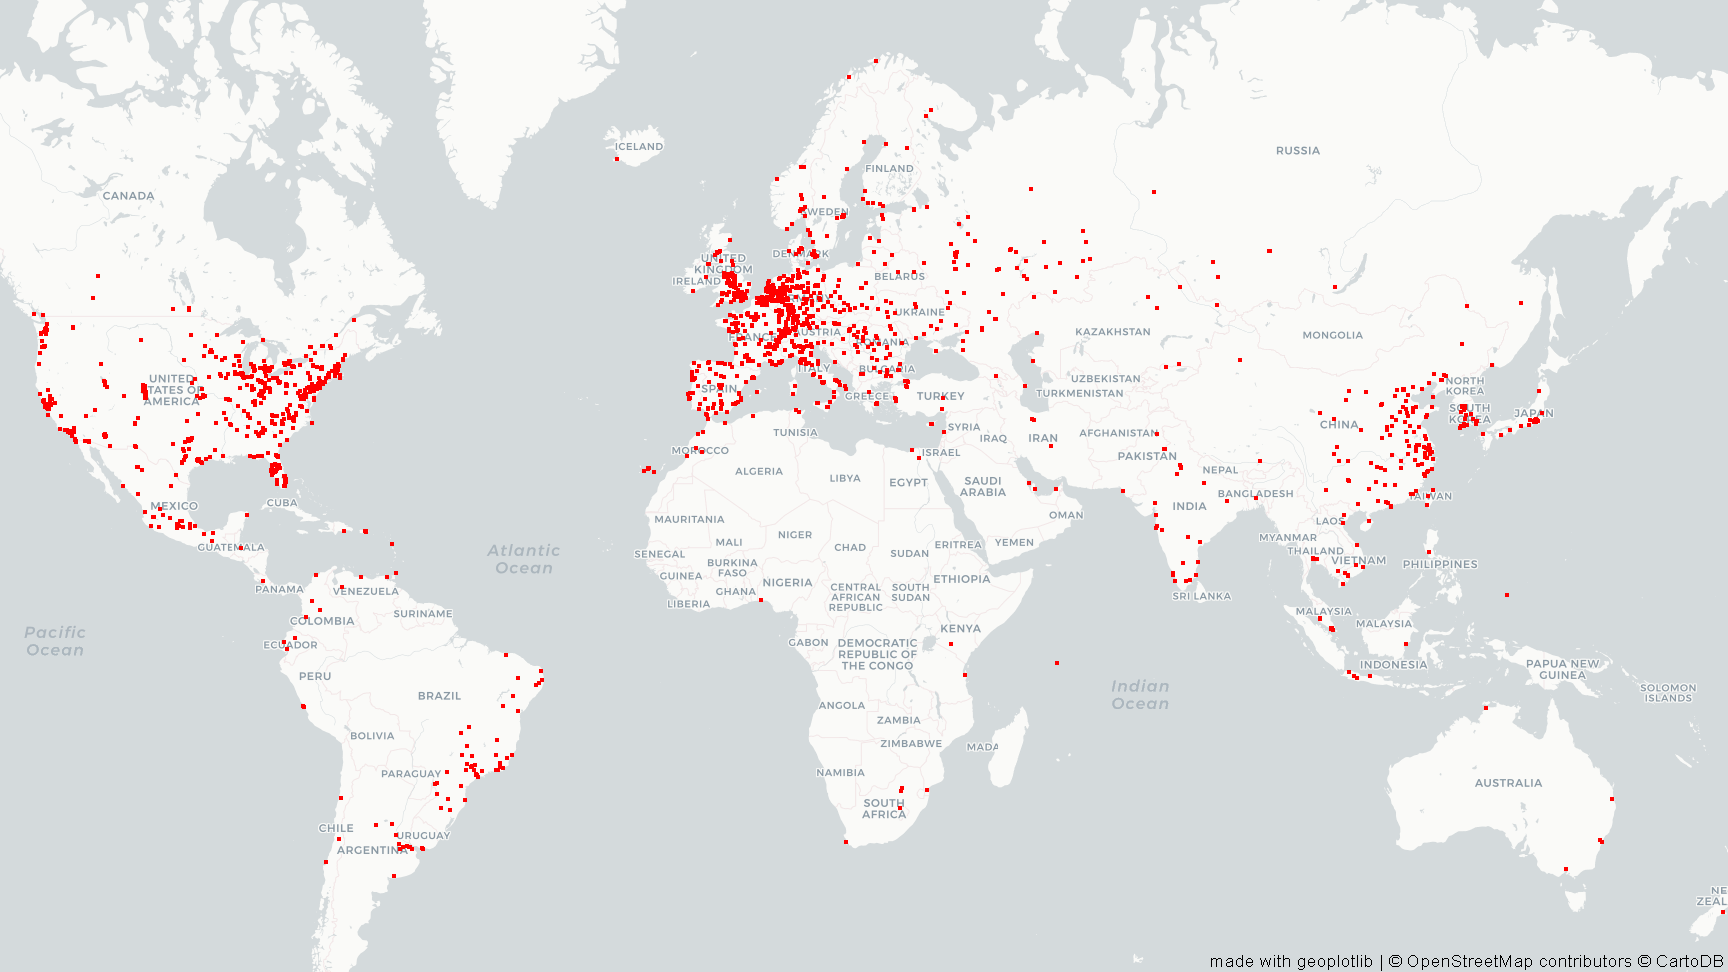 ICELAND
RUSSIA
FINLAND
CANADA
SWEDEN
DENMARK
UNITED
KINGDOM
IRELAND
BELARUS
UKRAINE
KAZAKHSTAN
MONGOLIA
AUSTRIA
FRANCE
ROMANIA
ITALY
BULGARIA
UZBEKISTAN
UNITED
STATES OF
AMERICA
SPAIN
GREECE
TURKEY
TURKMENISTAN
NORTH
KOREA
SOUTH
KOREA
JAPAN
CHINA
TUNISIA
SYRIA
IRAQ
IRAN
AFGHANISTAN
MOROCCO
ISRAEL
PAKISTAN
ALGERIA
LIBYA
EGYPT
SAUDI
ARABIA
NEPAL
BANGLADESH
TAIWAN
MEXICO
CUBA
INDIA
OMAN
LAOS
MAURITANIA
MYANMAR
GUATEMALA
Atlantic
Ocean
MALI
NIGER
CHAD
SUDAN
ERITREA
YEMEN
THAILAND
VIETNAM
PHILIPPINES
SENEGAL
BURKINA
FASO
GUINEA
NIGERIA
GHANA
LIBERIA
CENTRAL
AFRICAN
REPUBLIC
SOUTH
SUDAN
ETHIOPIA
PANAMA
VENEZUELA
SRI LANKA
SURINAME
COLOMBIA
MALAYSIA
MALAYSIA
Pacific
Ocean
ECUADOR
GABON
DEMOCRATIC
REPUBLIC OF
THE CONGO
KENYA
INDONESIA
PAPUA NEW
GUINEA
PERU
BRAZIL
Indian
Ocean
SOLOMON
ISLANDS
ANGOLA
ZAMBIA
BOLIVIA
ZIMBABWE
MADA
PARAGUAY
NAMIBIA
AUSTRALIA
SOUTH
AFRICA
CHILE
URUGUAY
ARGENTINA
NE
ZEAL
made with geoplotlib | © OpenStreetMap contributors © CartoDB